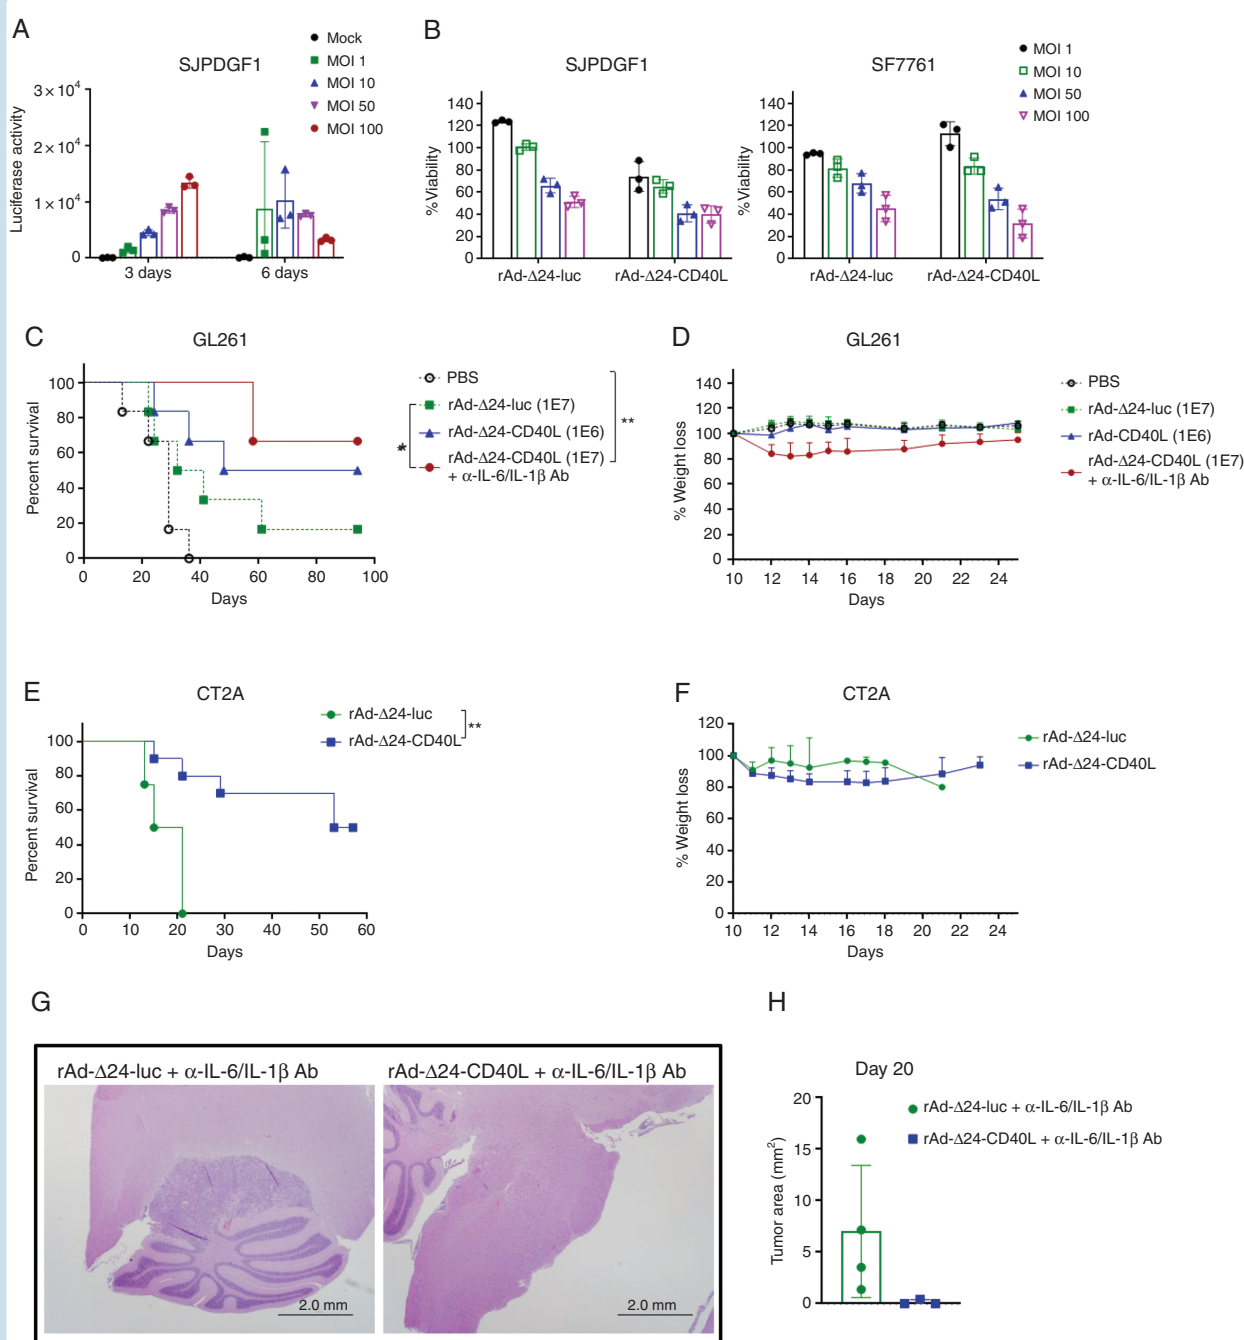 A
SJPDGF1
Mock
MOI 1
MOI 10
MOI 50
MOI 100
Luciferase activity
3 × 10⁴
2 × 10⁴
1 × 10⁴
0
3 days
6 days
B
SJPDGF1
% Viability
140
120
100
80
60
40
20
0
rAd-Δ24-luc
rAd-Δ24-CD40L
SF7761
% Viability
140
120
100
80
60
40
20
0
rAd-Δ24-luc
rAd-Δ24-CD40L
MOI 1
MOI 10
MOI 50
MOI 100
C
GL261
Percent survival
100
80
60
40
20
0
0 20 40 60 80 100
Days
PBS
rAd-Δ24-luc (1E7)
rAd-Δ24-CD40L (1E6)
rAd-Δ24-CD40L (1E7)
+ α-IL-6/IL-1β Ab
*
**
D
GL261
% Weight loss
140
120
100
80
60
40
20
0
10 12 14 16 18 20 22 24
Days
PBS
rAd-Δ24-luc (1E7)
rAd-CD40L (1E6)
rAd-Δ24-CD40L (1E7)
+ α-IL-6/IL-1β Ab
E
CT2A
Percent survival
100
80
60
40
20
0
0 10 20 30 40 50 60
Days
rAd-Δ24-luc
rAd-Δ24-CD40L
**
F
CT2A
% Weight loss
120
100
80
60
40
20
0
10 12 14 16 18 20 22 24
Days
rAd-Δ24-luc
rAd-Δ24-CD40L
G
rAd-Δ24-luc + α-IL-6/IL-1β Ab
2.0 mm
rAd-Δ24-CD40L + α-IL-6/IL-1β Ab
2.0 mm
H
Day 20
Tumor area (mm²)
20
15
10
5
0
rAd-Δ24-luc + α-IL-6/IL-1β Ab
rAd-Δ24-CD40L + α-IL-6/IL-1β Ab